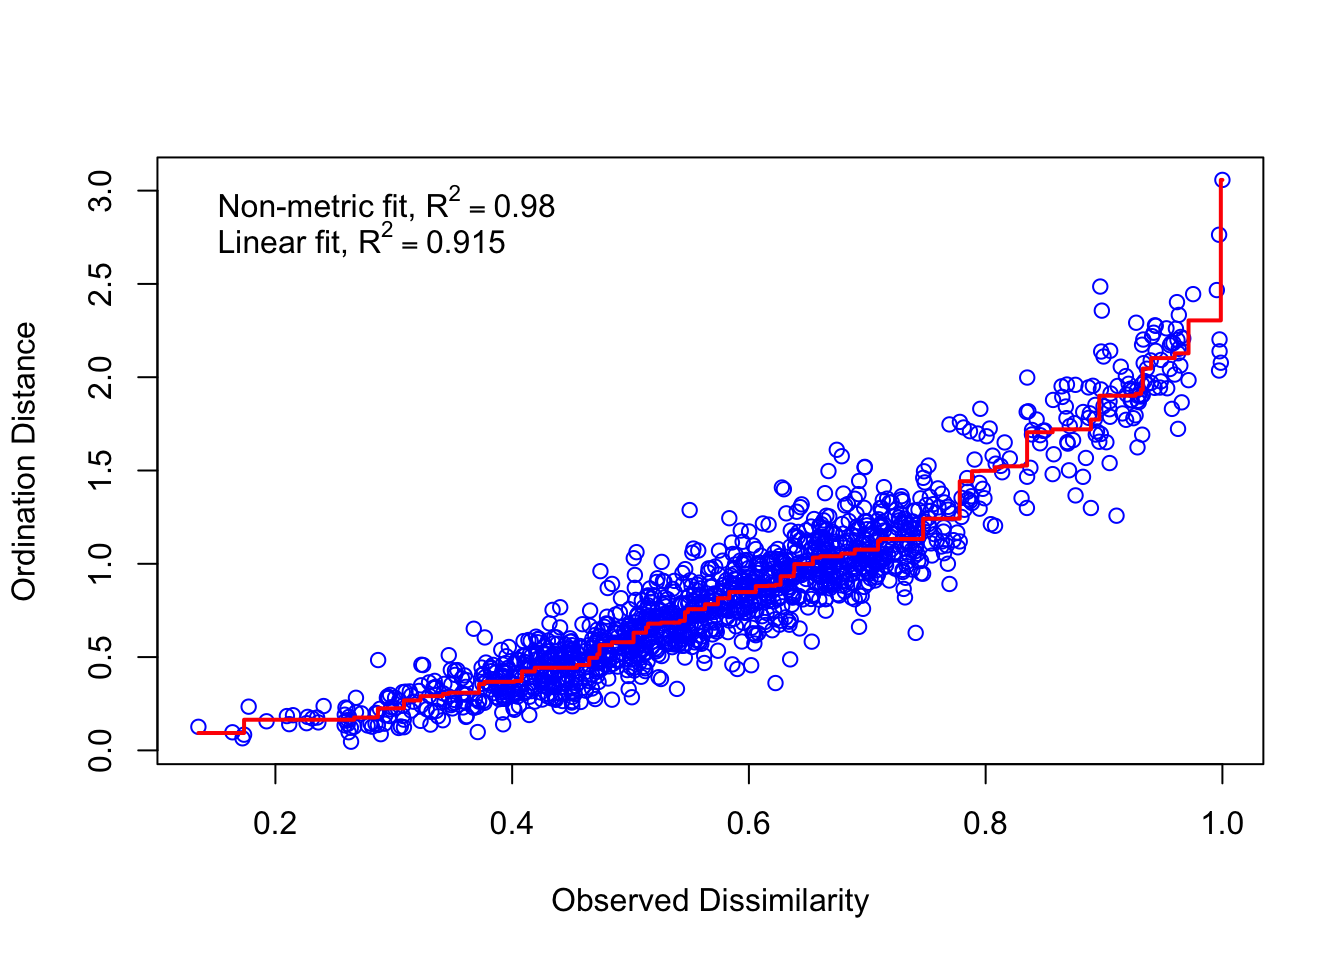 Non-metric fit, R² = 0.98
Linear fit, R² = 0.915
Ordination Distance
3.0
2.5
2.0
1.5
1.0
0.5
0.0
0.2 0.4 0.6 0.8 1.0
Observed Dissimilarity